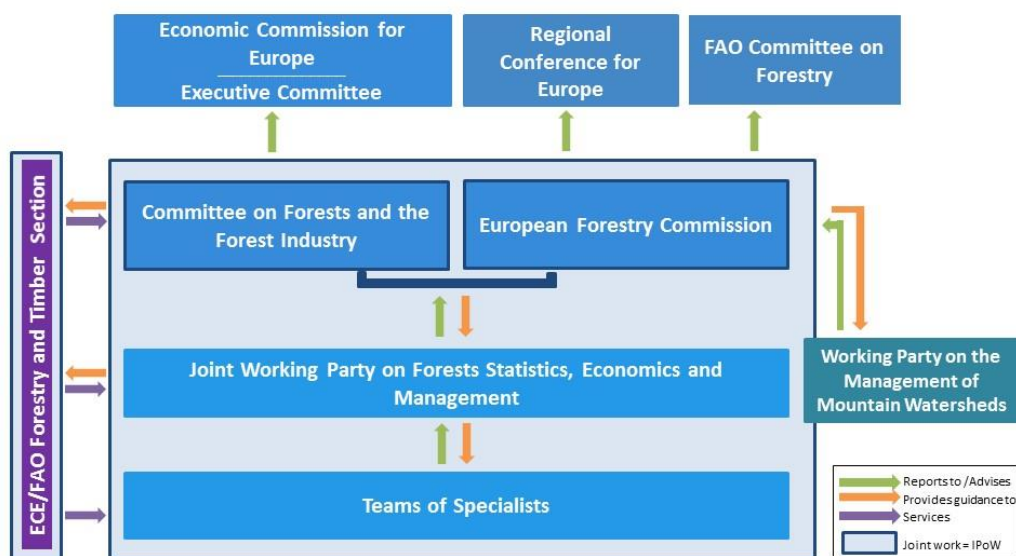 Economic Commission for
Europe
Executive Committee
Regional
Conference for
Europe
FAO Committee on
Forestry
ECE/FAO Forestry and Timber Section
Committee on Forests and the
Forest Industry
European Forestry Commission
Joint Working Party on Forests Statistics, Economics and
Management
Working Party on the
Management of
Mountain Watersheds
Teams of Specialists
Reports to /Advises
Provides guidance to
Services
Joint work = IPoW